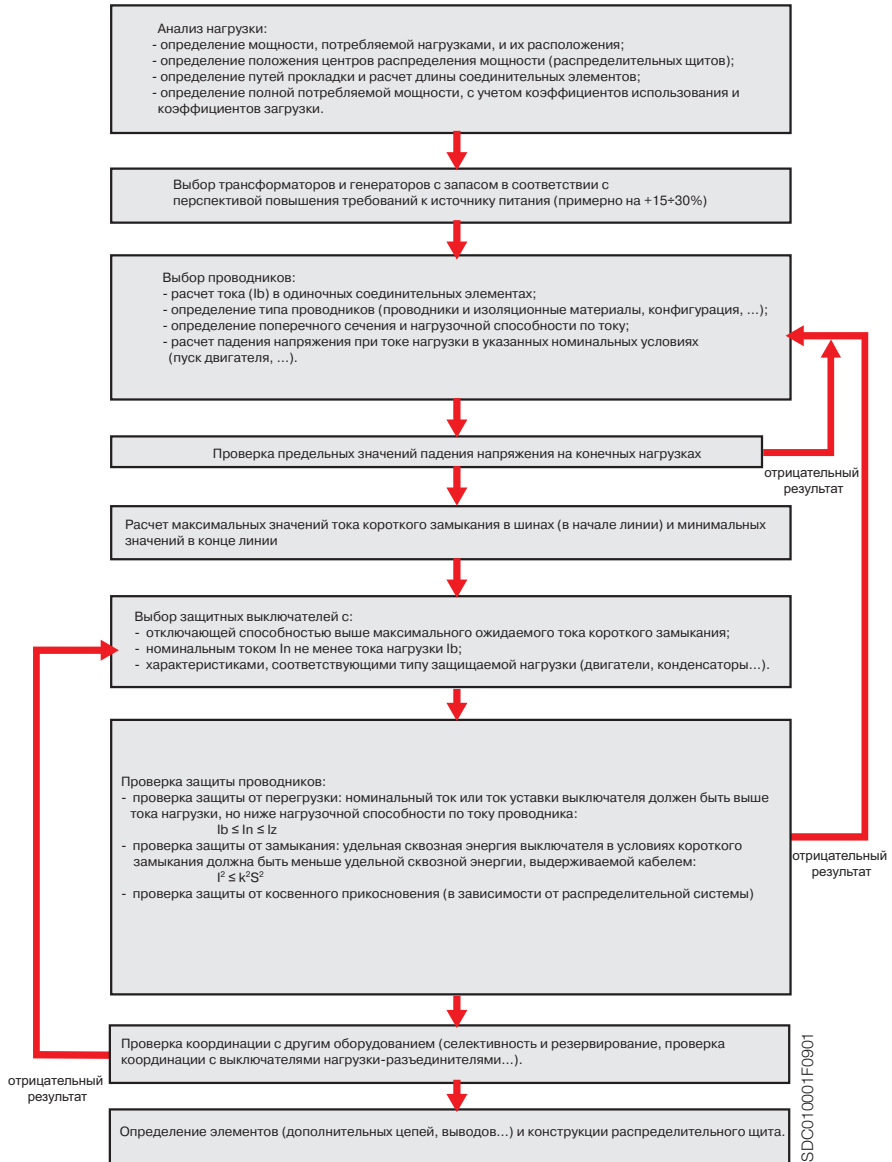 Анализ нагрузки:
- определение мощности, потребляемой нагрузками, и их расположения;
- определение положения центров распределения мощности (распределительных щитов);
- определение путей прокладки и расчет длины соединительных элементов;
- определение полной потребляемой мощности, с учетом коэффициентов использования и
коэффициентов загрузки.
Выбор трансформаторов и генераторов с запасом в соответствии с
перспективой повышения требований к источнику питания (примерно на +15÷30%)
Выбор проводников:
- расчет тока (Ib) в одиночных соединительных элементах;
- определение типа проводников (проводники и изоляционные материалы, конфигурация, ...);
- определение поперечного сечения и нагрузочной способности по току;
- расчет падения напряжения при токе нагрузки в указанных номинальных условиях
(пуск двигателя, ...).
Проверка предельных значений падения напряжения на конечных нагрузках
отрицательный
результат
Расчет максимальных значений тока короткого замыкания в шинах (в начале линии) и минимальных
значений в конце линии
Выбор защитных выключателей с:
- отключающей способностью выше максимального ожидаемого тока короткого замыкания;
- номинальным током In не менее тока нагрузки Ib;
- характеристиками, соответствующими типу защищаемой нагрузки (двигатели, конденсаторы...).
Проверка защиты проводников:
- проверка защиты от перегрузки: номинальный ток или ток уставки выключателя должен быть выше
тока нагрузки, но ниже нагрузочной способности по току проводника:
Ib ≤ In ≤ Iz
- проверка защиты от замыкания: удельная сквозная энергия выключателя в условиях короткого
замыкания должна быть меньше удельной сквозной энергии, выдерживаемой кабелем:
I² ≤ k²S²
- проверка защиты от косвенного прикосновения (в зависимости от распределительной системы)
отрицательный
результат
Проверка координации с другим оборудованием (селективность и резервирование, проверка
координации с выключателями нагрузки-разъединителями...).
отрицательный
результат
Определение элементов (дополнительных цепей, выводов...) и конструкции распределительного щита.
SDC010001F0901